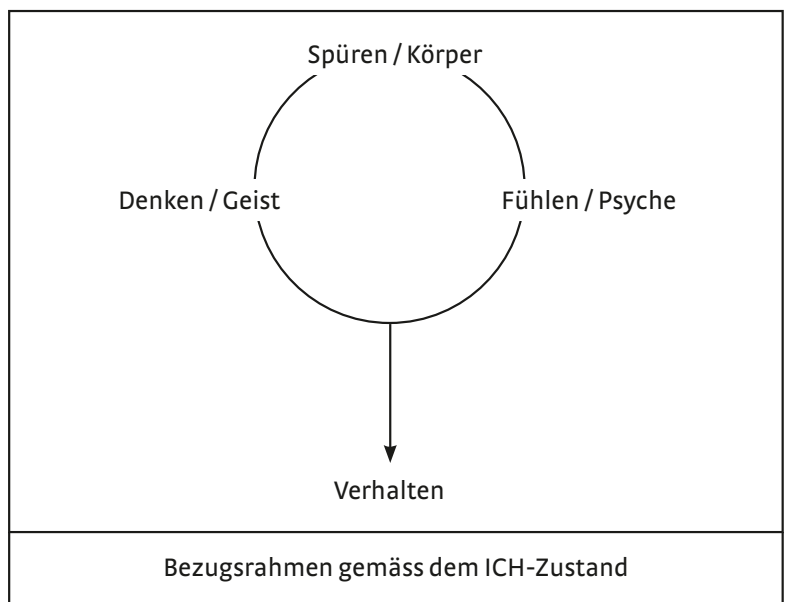 Spüren / Körper
Denken / Geist
Fühlen / Psyche
Verhalten
Bezugsrahmen gemäss dem ICH-Zustand